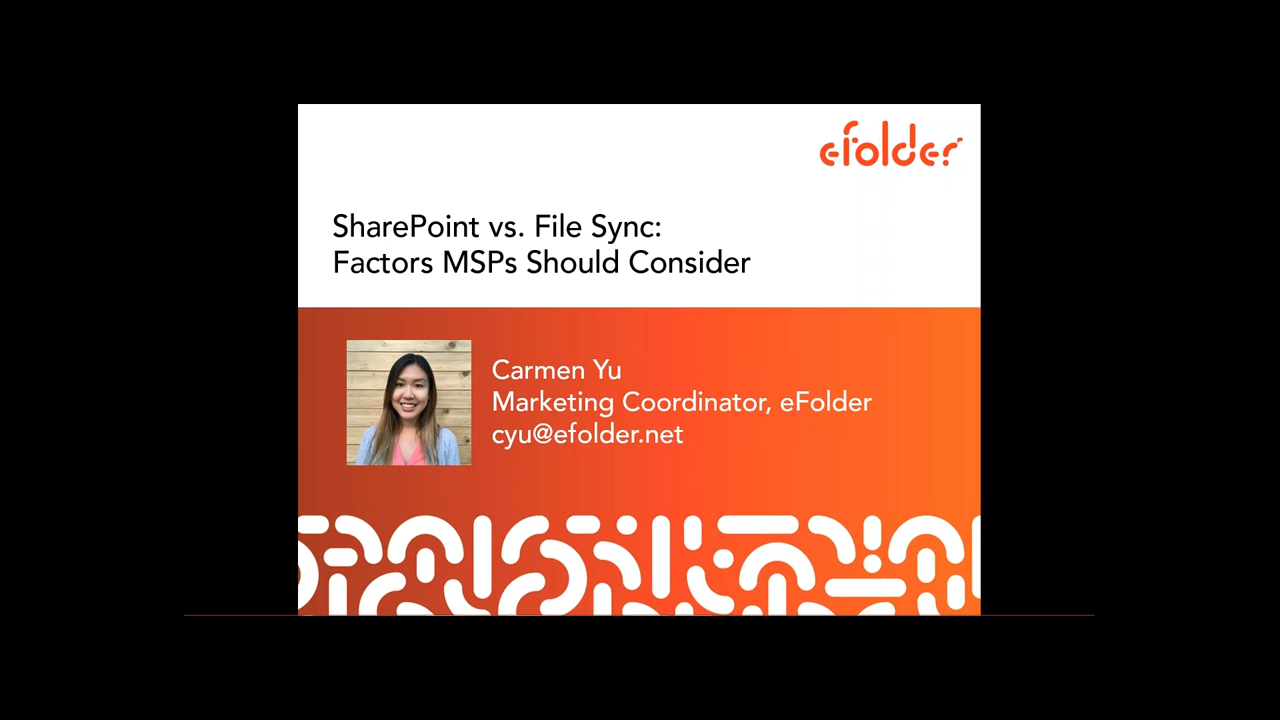 efolder
SharePoint vs. File Sync:
Factors MSPs Should Consider
Carmen Yu
Marketing Coordinator, eFolder
cyu@efolder.net